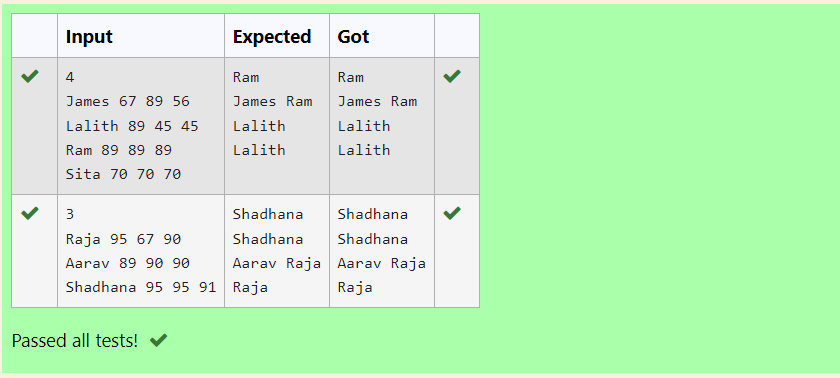 Input Expected Got
4 Ram Ram
James 67 89 56 James Ram James Ram
Lalith 89 45 45 Lalith Lalith
Ram 89 89 89 Lalith Lalith
Sita 70 70 70
3 Shadhana Shadhana
Raja 95 67 90 Shadhana Shadhana
Aarav 89 90 90 Aarav Raja Aarav Raja
Shadhana 95 95 91 Raja Raja
Passed all tests!